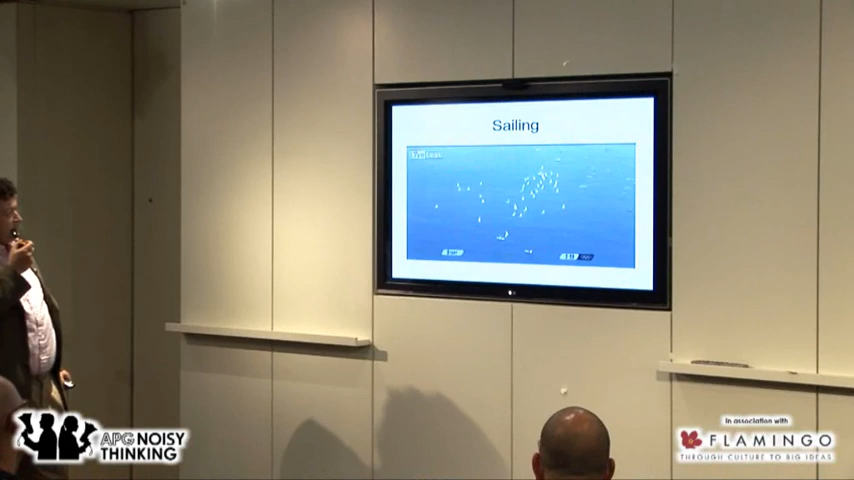 Sailing
APG NOISY
THINKING
In association with
FLAMINGO
THROUGH CULTURE TO BIG IDEAS